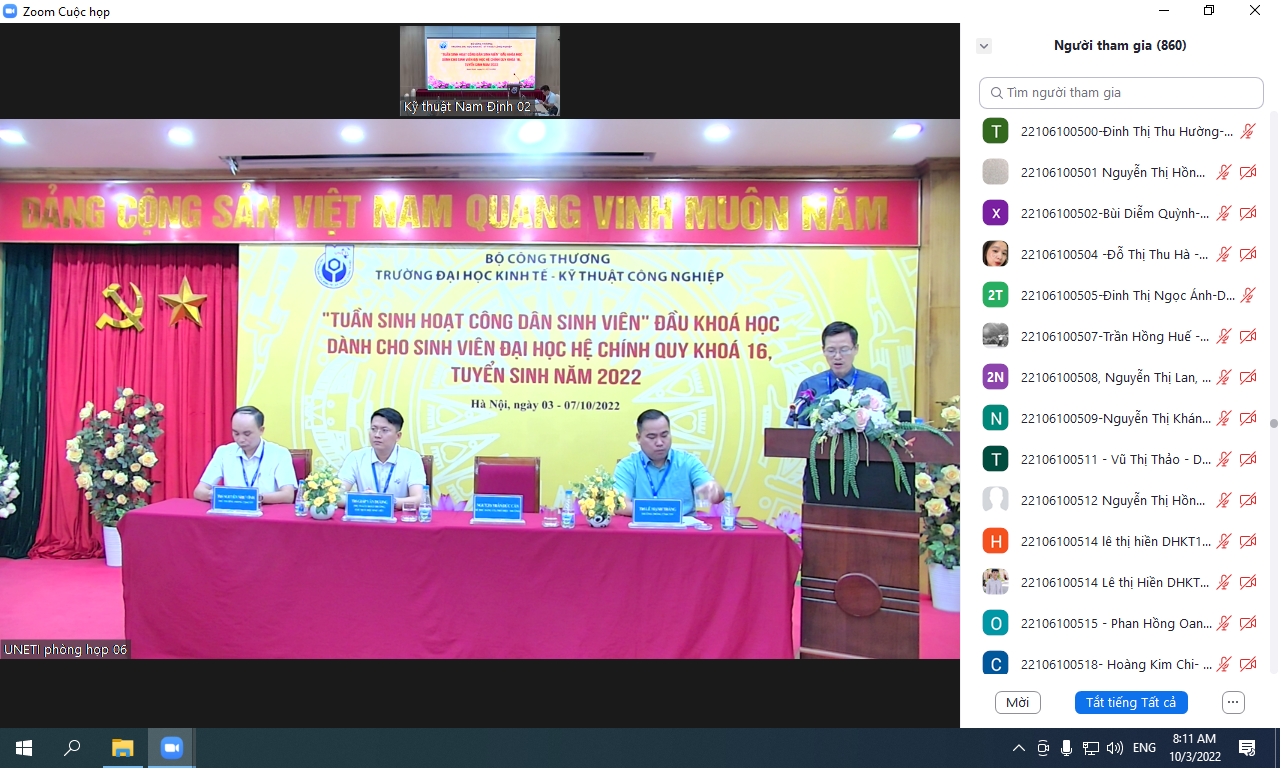 Zoom Cuộc họp
Kỹ thuật Nam Định 02
ĐẢNG CỘNG SẢN VIỆT NAM QUANG VINH MUÔN NĂM
BỘ CÔNG THƯƠNG
TRƯỜNG ĐẠI HỌC KINH TẾ - KỸ THUẬT CÔNG NGHIỆP
"TUẦN SINH HOẠT CÔNG DÂN SINH VIÊN" ĐẦU KHOÁ HỌC
DÀNH CHO SINH VIÊN ĐẠI HỌC HỆ CHÍNH QUY KHOÁ 16,
TUYỂN SINH NĂM 2022
Hà Nội, ngày 03 - 07/10/2022
UNETI phòng họp 06
Người tham gia (860)
Tìm người tham gia
T 22106100500-Đinh Thị Thu Hường-...
22106100501 Nguyễn Thị Hồn...
X 22106100502-Bùi Diễm Quỳnh-...
22106100504 -Đỗ Thị Thu Hà -...
2T 22106100505-Đinh Thị Ngọc Ánh-D...
22106100507-Trần Hồng Huế -...
2N 22106100508, Nguyễn Thị Lan, ...
N 22106100509-Nguyễn Thị Khán...
T 22106100511 - Vũ Thị Thảo - D...
22106100512 Nguyễn Thị Hoài...
H 22106100514 lê thị hiền DHKT1...
22106100514 Lê thị Hiền DHKT...
O 22106100515 - Phan Hồng Oan...
C 22106100518- Hoàng Kim Chi- ...
Mời
Tắt tiếng Tất cả
ENG
8:11 AM
10/3/2022